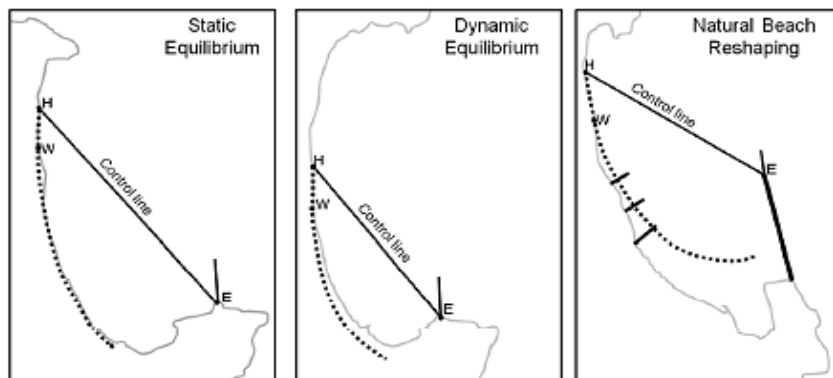 Static
Equilibrium
H
W
Control line
E
Dynamic
Equilibrium
H
W
Control line
E
Natural Beach
Reshaping
H
Control line
W
E